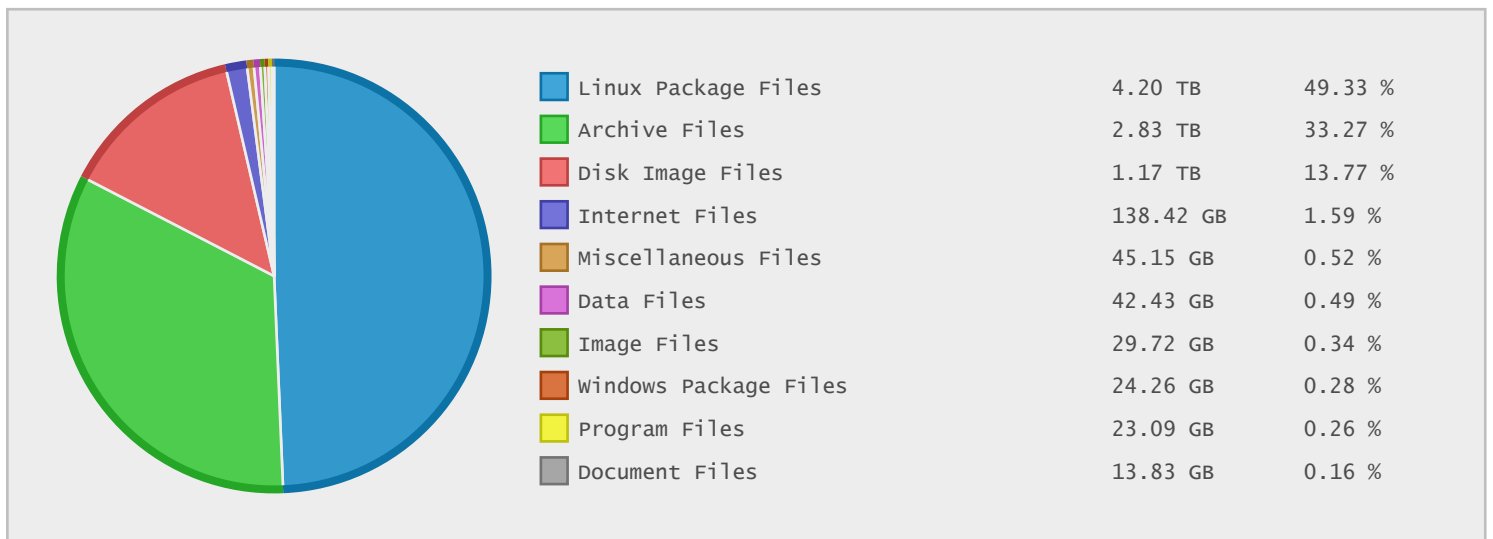 Linux Package Files 4.20 TB 49.33 %
Archive Files 2.83 TB 33.27 %
Disk Image Files 1.17 TB 13.77 %
Internet Files 138.42 GB 1.59 %
Miscellaneous Files 45.15 GB 0.52 %
Data Files 42.43 GB 0.49 %
Image Files 29.72 GB 0.34 %
Windows Package Files 24.26 GB 0.28 %
Program Files 23.09 GB 0.26 %
Document Files 13.83 GB 0.16 %